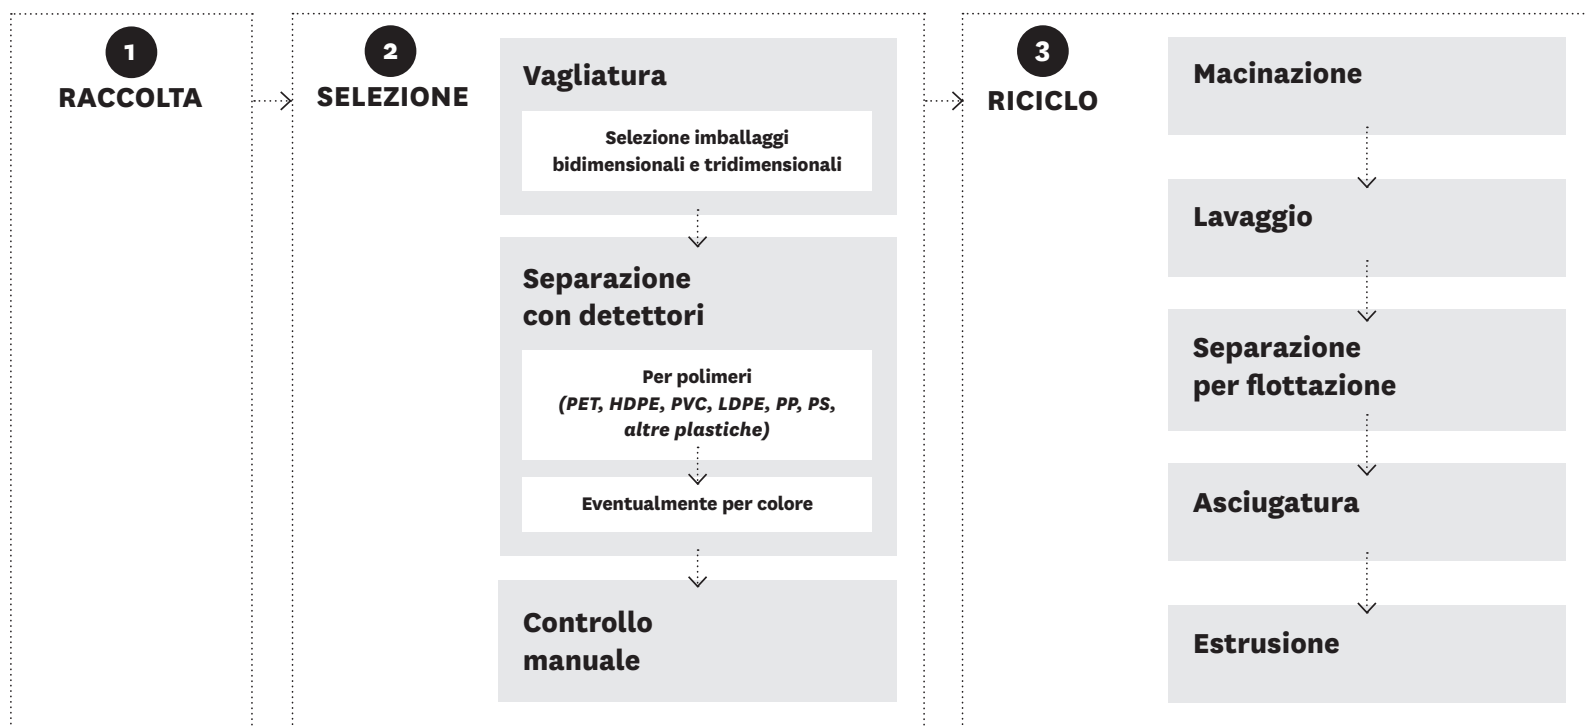 1
RACCOLTA
2
SELEZIONE
Vagliatura
Selezione imballaggi
bidimensionali e tridimensionali
Separazione
con detettori
Per polimeri
(PET, HDPE, PVC, LDPE, PP, PS,
altre plastiche)
Eventualmente per colore
Controllo
manuale
3
RICICLO
Macinazione
Lavaggio
Separazione
per flottazione
Asciugatura
Estrusione